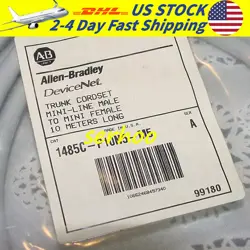 DHL US STOCK
2-4 Day Fast Shipping
AB
Allen-Bradley
DeviceNet
TRUNK CORDSET
MINI-LINE MALE
TO MINI FEMALE
10 METERS LONG
MADE IN U.S.A.
CAT
A
99180